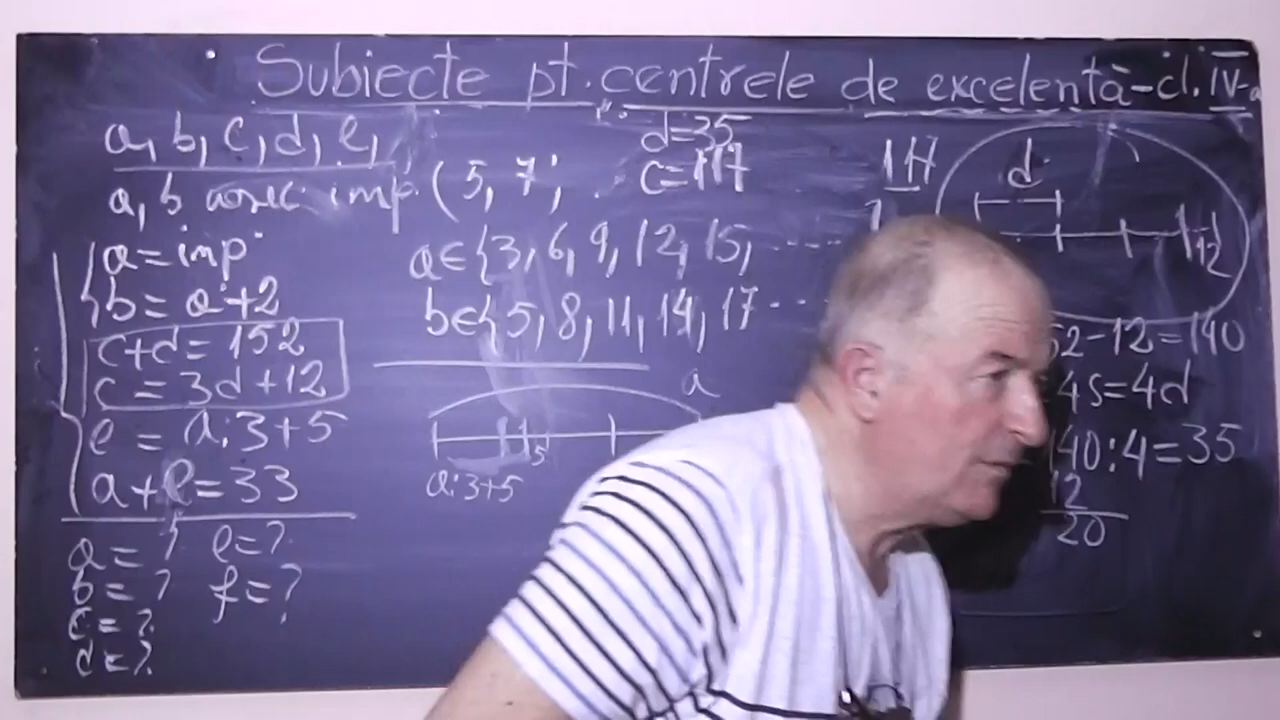 Subiecte pt. centrele de excelență - cl. IV-a
a, b, c, d, e,
a, b consec imp. (5, 7;
a = imp
b = a+2
c+d = 152
c = 3d+12
e = a:3+5
a+e = 33
a = ? e = ?
b = ? f = ?
c = ?
d = ?
d = 35
c = 117
a∈{3, 6, 9, 12, 15, ----
b∈{5, 8, 11, 14, 17 ---
a
5
a:3+5
117
d
12
52-12=140
4s=4d
140:4=35
12
20